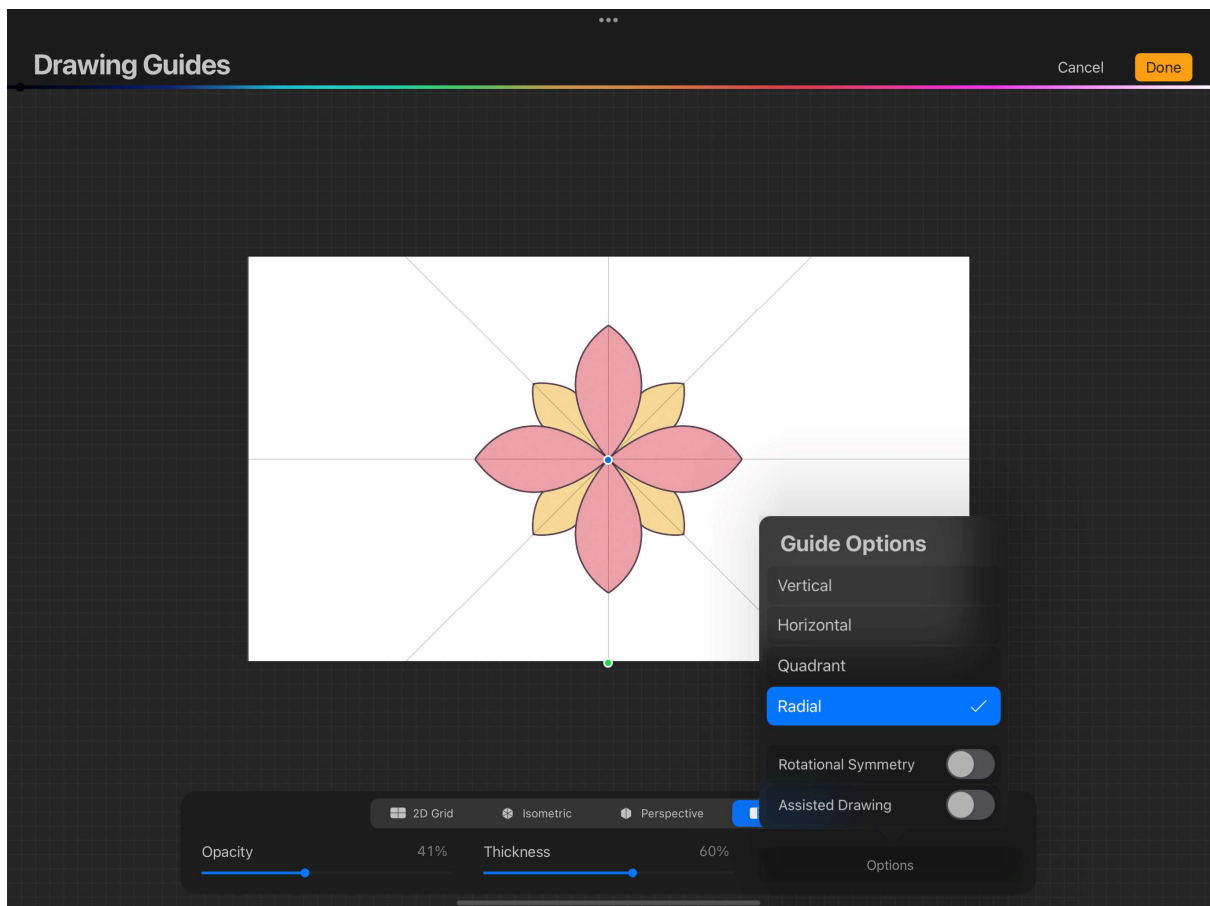 Drawing Guides
Cancel
Done
Guide Options
Vertical
Horizontal
Quadrant
Radial
Rotational Symmetry
Assisted Drawing
2D Grid
Isometric
Perspective
Opacity
41%
Thickness
60%
Options